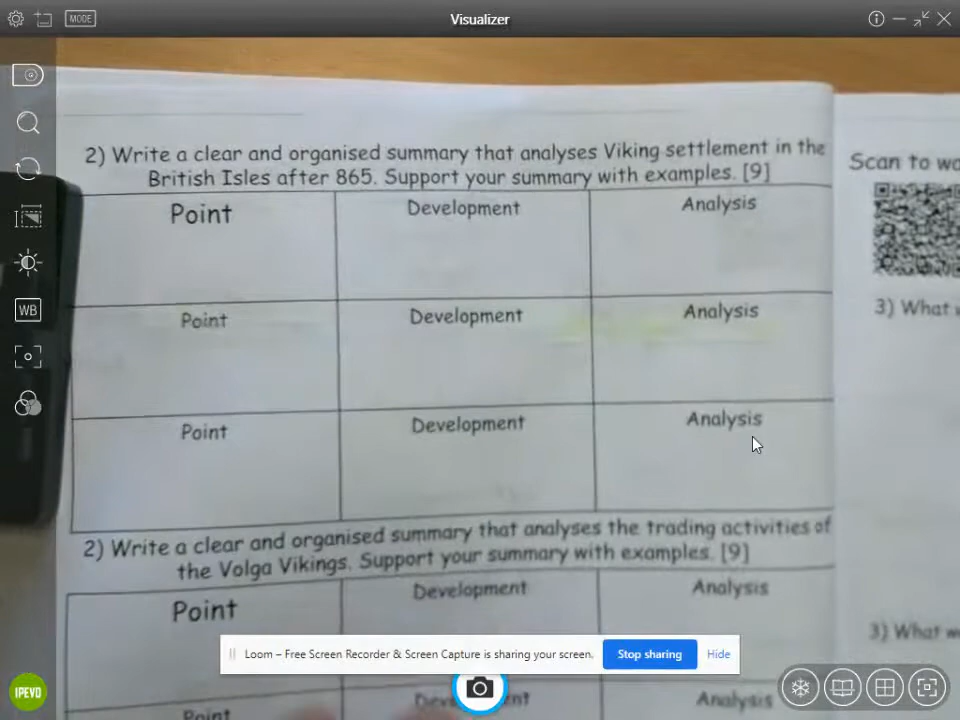 MODE
Visualizer
2) Write a clear and organised summary that analyses Viking settlement in the
British Isles after 865. Support your summary with examples. [9]
Point Development Analysis
Point Development Analysis
Point Development Analysis
2) Write a clear and organised summary that analyses the trading activities of
the Volga Vikings. Support your summary with examples. [9]
Point Development Analysis
Point Analysis
Scan to
3) What
3) What
WB
Loom – Free Screen Recorder & Screen Capture is sharing your screen. Stop sharing Hide
IPEVO